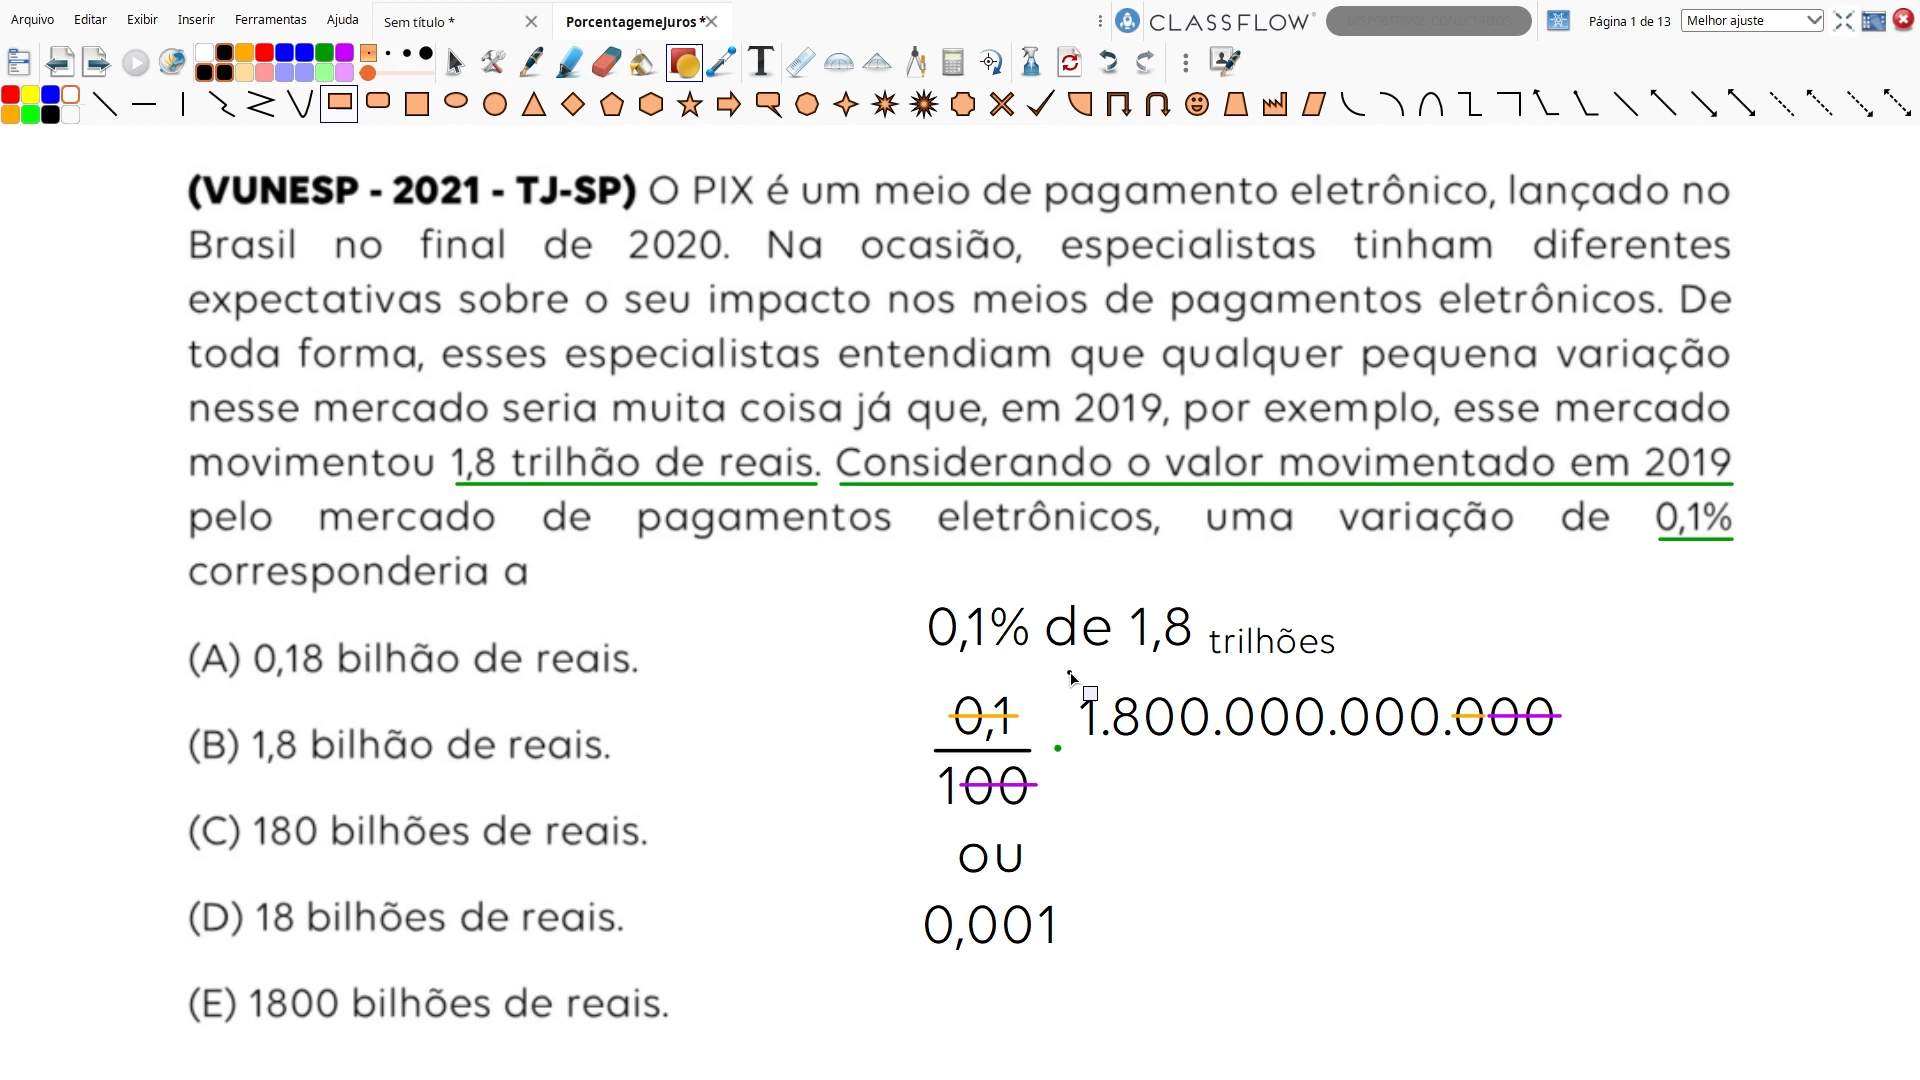 Arquivo Editar Exibir Inserir Ferramentas Ajuda Sem título * PorcentagemeJuros * CLASSFLOW Página 1 de 13 Melhor ajuste
(VUNESP - 2021 - TJ-SP) O PIX é um meio de pagamento eletrônico, lançado no
Brasil no final de 2020. Na ocasião, especialistas tinham diferentes
expectativas sobre o seu impacto nos meios de pagamentos eletrônicos. De
toda forma, esses especialistas entendiam que qualquer pequena variação
nesse mercado seria muita coisa já que, em 2019, por exemplo, esse mercado
movimentou 1,8 trilhão de reais. Considerando o valor movimentado em 2019
pelo mercado de pagamentos eletrônicos, uma variação de 0,1%
corresponderia a
(A) 0,18 bilhão de reais.
(B) 1,8 bilhão de reais.
(C) 180 bilhões de reais.
(D) 18 bilhões de reais.
(E) 1800 bilhões de reais.
0,1% de 1,8 trilhões
0,1 . 1.800.000.000.000
100
ou
0,001